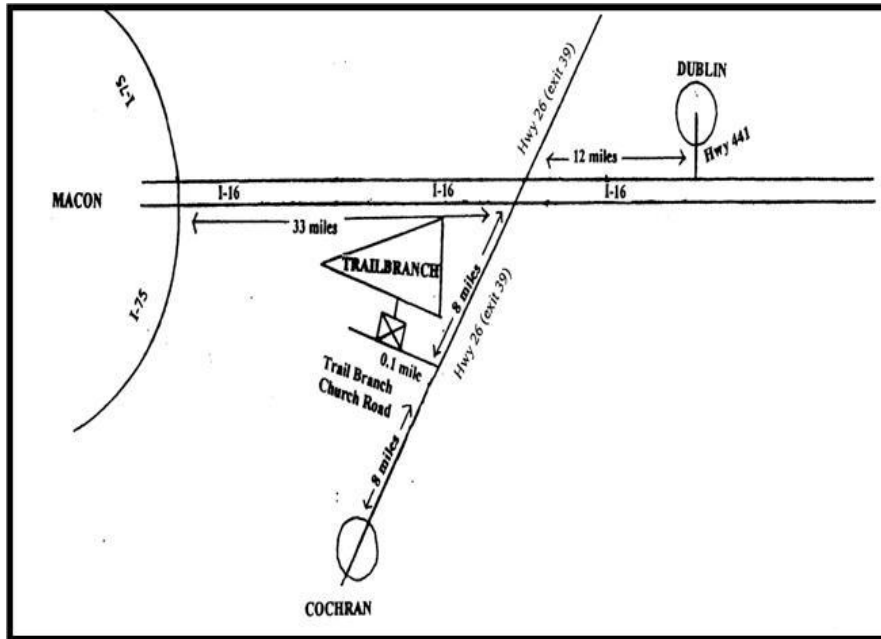 I-75
Hwy 26 (exit 39)
DUBLIN
Hwy 441
12 miles
I-16
I-16
I-16
MACON
33 miles
TRAILBRANCH
8 miles
Hwy 26 (exit 39)
I-75
0.1 mile
Trail Branch
Church Road
8 miles
COCHRAN